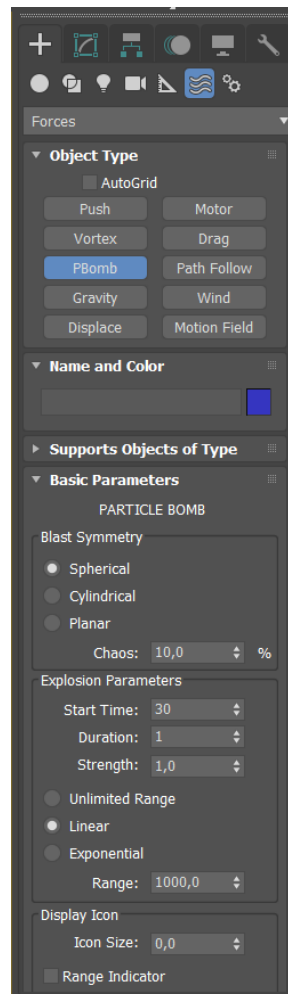 Forces
Object Type
AutoGrid
Push Motor
Vortex Drag
PBomb Path Follow
Gravity Wind
Displace Motion Field
Name and Color
Supports Objects of Type
Basic Parameters
PARTICLE BOMB
Blast Symmetry
Spherical
Cylindrical
Planar
Chaos: 10,0 %
Explosion Parameters
Start Time: 30
Duration: 1
Strength: 1,0
Unlimited Range
Linear
Exponential
Range: 1000,0
Display Icon
Icon Size: 0,0
Range Indicator